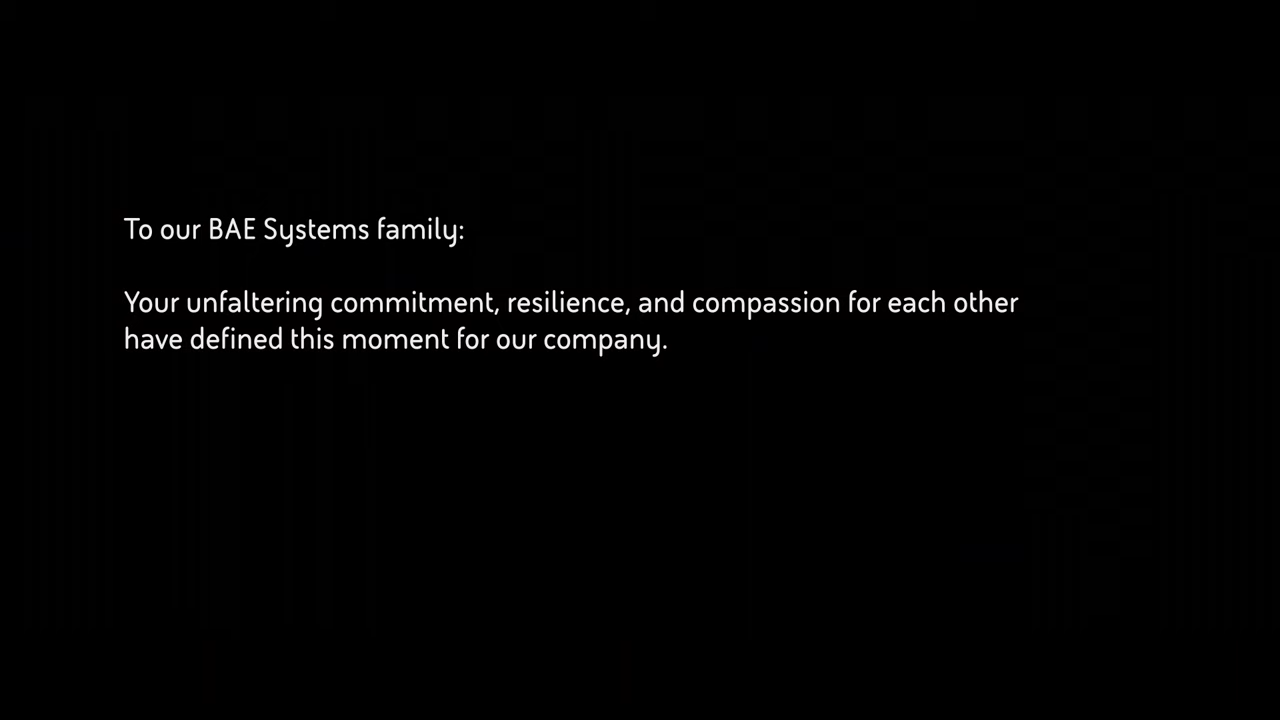 To our BAE Systems family:
Your unfaltering commitment, resilience, and compassion for each other
have defined this moment for our company.